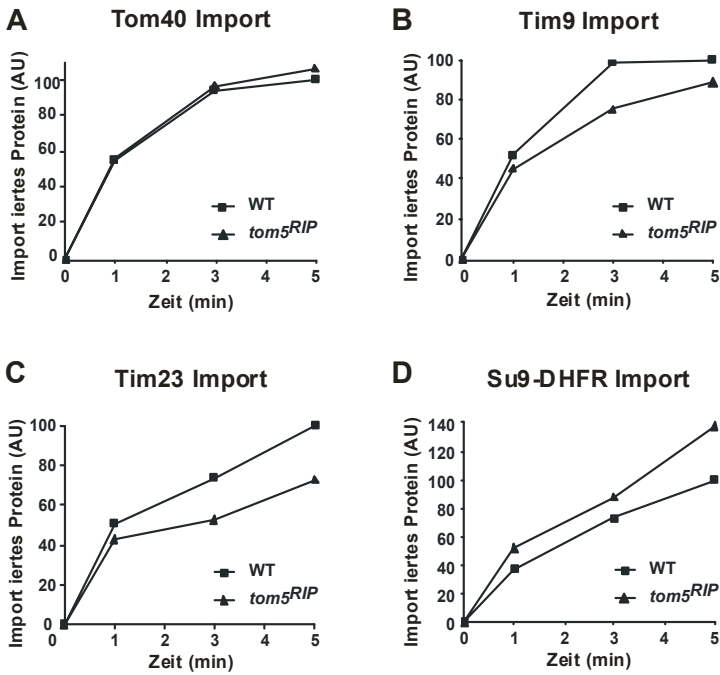 A
Tom40 Import
Import iertes Protein (AU)
100
80
60
40
20
0
WT
tom5RIP
0 1 2 3 4 5
Zeit (min)
B
Tim9 Import
Import iertes Protein (AU)
100
80
60
40
20
0
WT
tom5RIP
0 1 2 3 4 5
Zeit (min)
C
Tim23 Import
Import iertes Protein (AU)
100
80
60
40
20
0
WT
tom5RIP
0 1 2 3 4 5
Zeit (min)
D
Su9-DHFR Import
Import iertes Protein (AU)
140
120
100
80
60
40
20
0
WT
tom5RIP
0 1 2 3 4 5
Zeit (min)